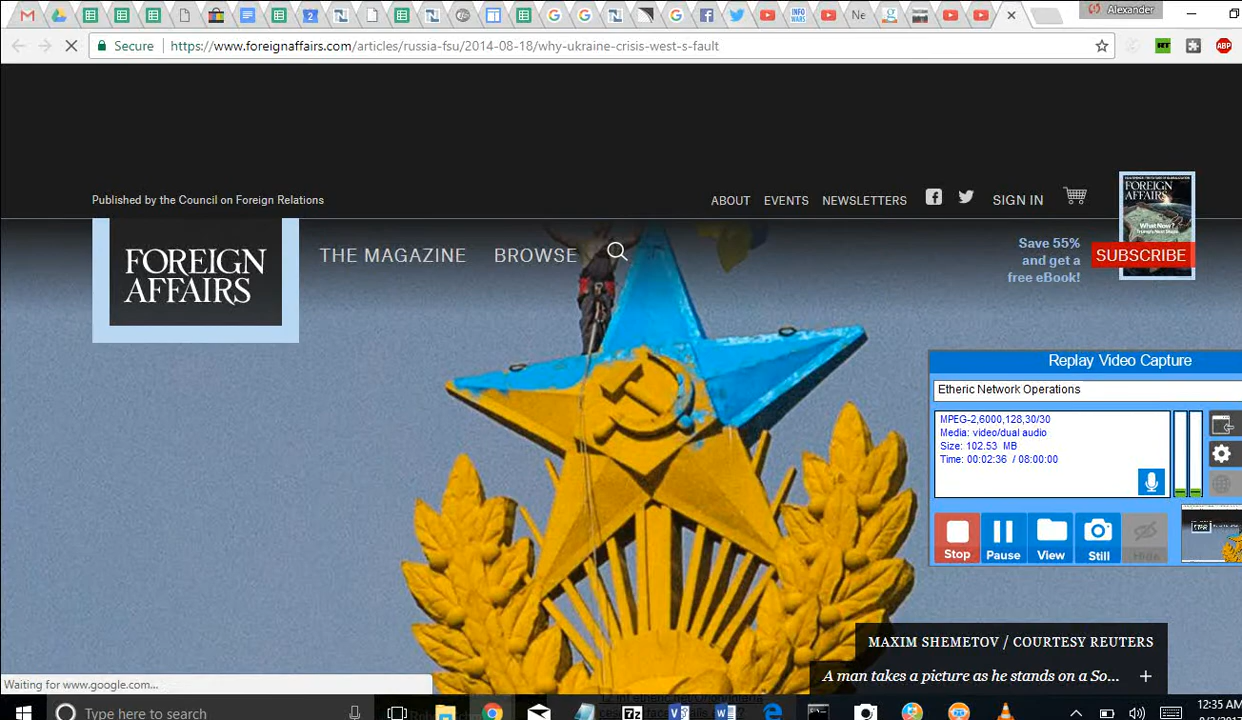 Alexander
Secure
https://www.foreignaffairs.com/articles/russia-fsu/2014-08-18/why-ukraine-crisis-west-s-fault
Published by the Council on Foreign Relations
ABOUT EVENTS NEWSLETTERS SIGN IN
FOREIGN AFFAIRS
THE MAGAZINE BROWSE
Save 55%
and get a
free eBook!
SUBSCRIBE
FOREIGN
AFFAIRS
What Now?
Replay Video Capture
Etheric Network Operations
MPEG-2,6000,128,30/30
Media: video/dual audio
Size: 102.53 MB
Time: 00:02:36 / 08:00:00
Stop Pause View Still Hide
MAXIM SHEMETOV / COURTESY REUTERS
A man takes a picture as he stands on a So... +
Waiting for www.google.com...
Type here to search
12:35 AM